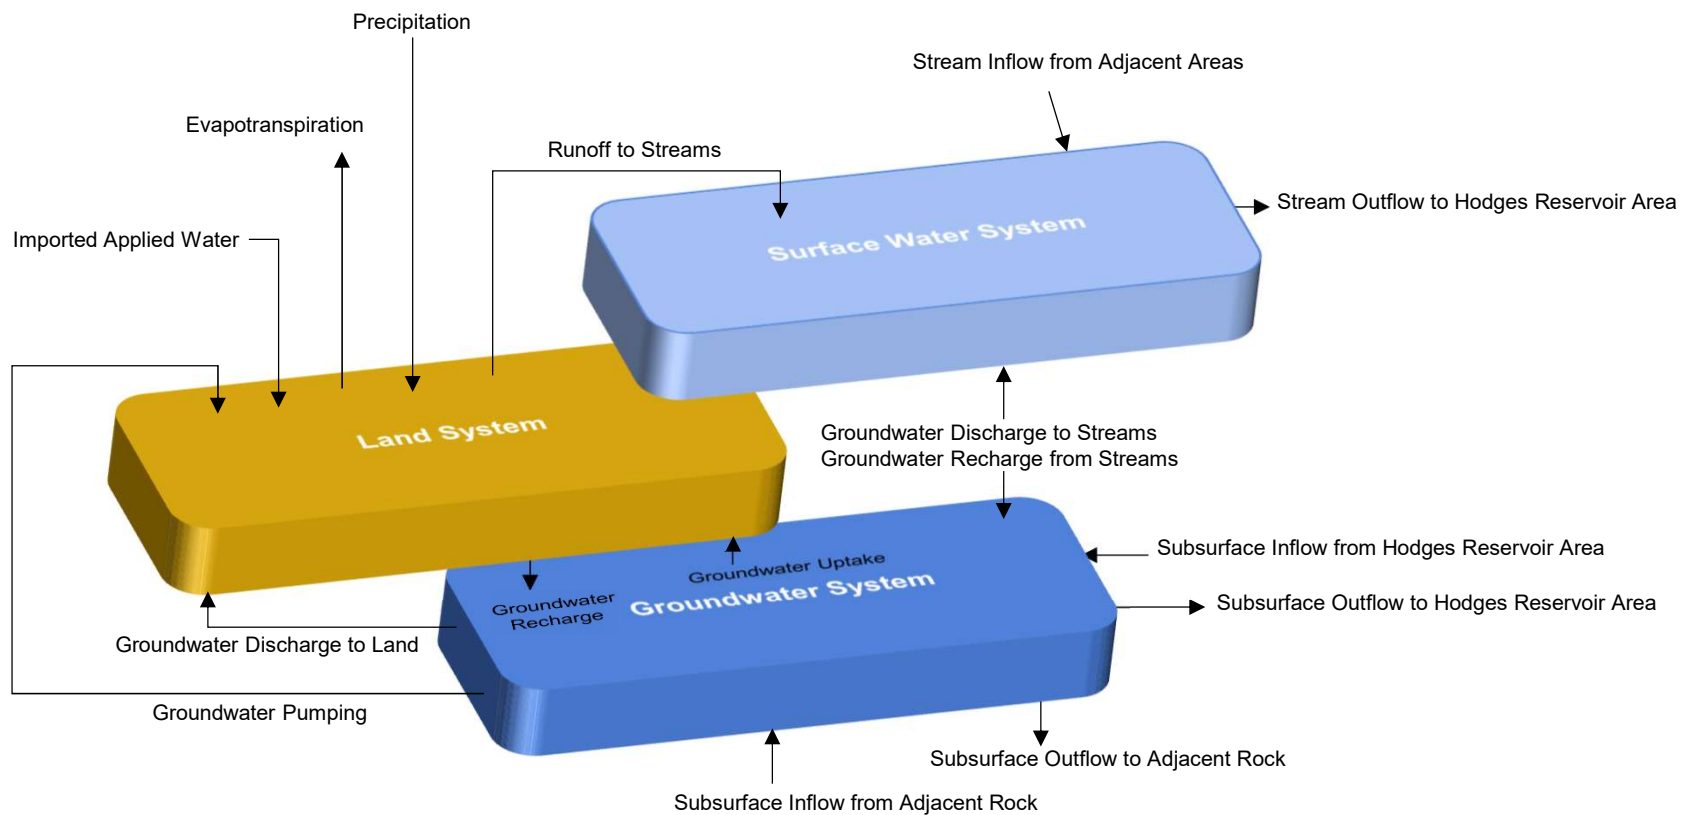 Precipitation
Stream Inflow from Adjacent Areas
Evapotranspiration
Runoff to Streams
Stream Outflow to Hodges Reservoir Area
Imported Applied Water
Surface Water System
Land System
Groundwater Discharge to Streams
Groundwater Recharge from Streams
Subsurface Inflow from Hodges Reservoir Area
Groundwater Uptake
Groundwater System
Groundwater
Recharge
Subsurface Outflow to Hodges Reservoir Area
Groundwater Discharge to Land
Groundwater Pumping
Subsurface Outflow to Adjacent Rock
Subsurface Inflow from Adjacent Rock